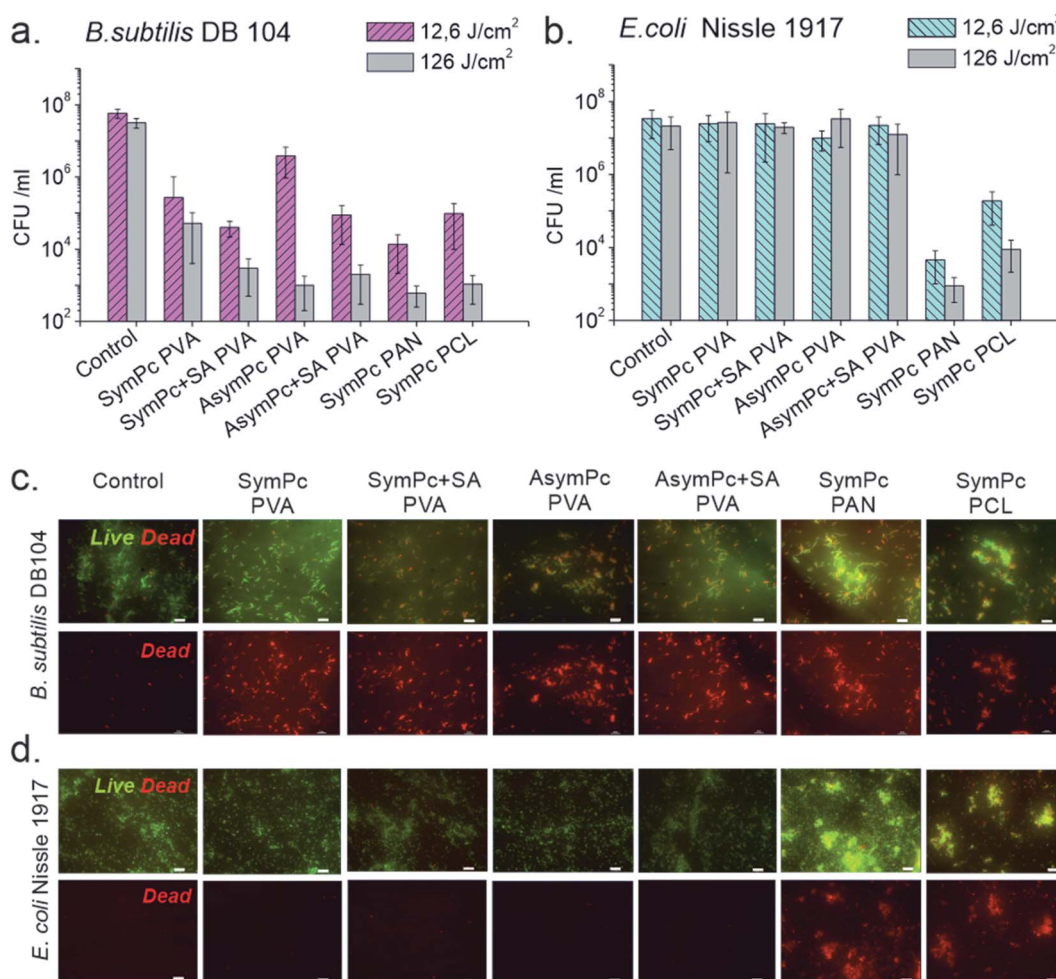 a. B.subtilis DB 104
12,6 J/cm²
126 J/cm²
CFU /ml
10⁸
10⁶
10⁴
10²
Control
SymPc PVA
SymPc+SA PVA
AsymPc PVA
AsymPc+SA PVA
SymPc PAN
SymPc PCL
b. E.coli Nissle 1917
12,6 J/cm²
126 J/cm²
CFU /ml
10⁸
10⁶
10⁴
10²
Control
SymPc PVA
SymPc+SA PVA
AsymPc PVA
AsymPc+SA PVA
SymPc PAN
SymPc PCL
c.
Control
SymPc
PVA
SymPc+SA
PVA
AsymPc
PVA
AsymPc+SA
PVA
SymPc
PAN
SymPc
PCL
B. subtilis DB104
Live Dead
Dead
d.
E. coli Nissle 1917
Live Dead
Dead